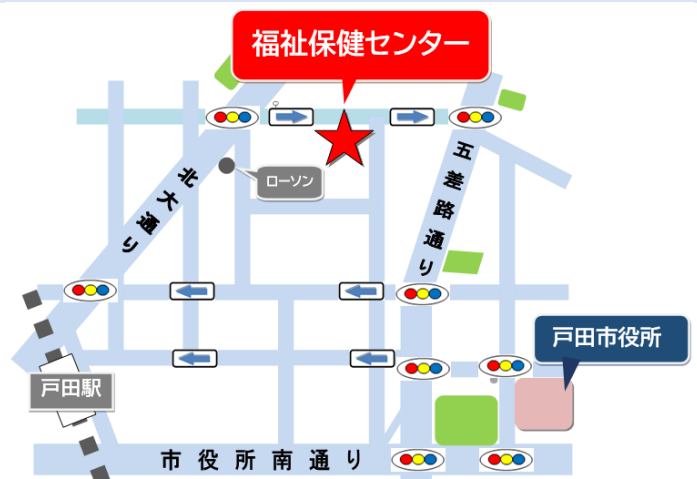 福祉保健センター
ローソン
北大通り
五差路通り
戸田市役所
戸田駅
市役所南通り